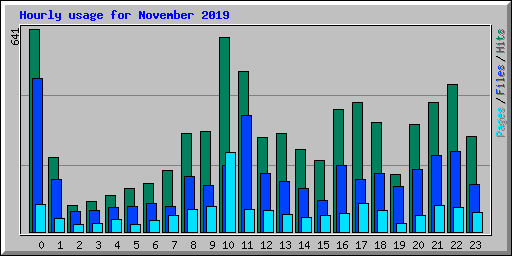 Hourly usage for November 2019
641
Pages/Files/Hits
0 1 2 3 4 5 6 7 8 9 10 11 12 13 14 15 16 17 18 19 20 21 22 23